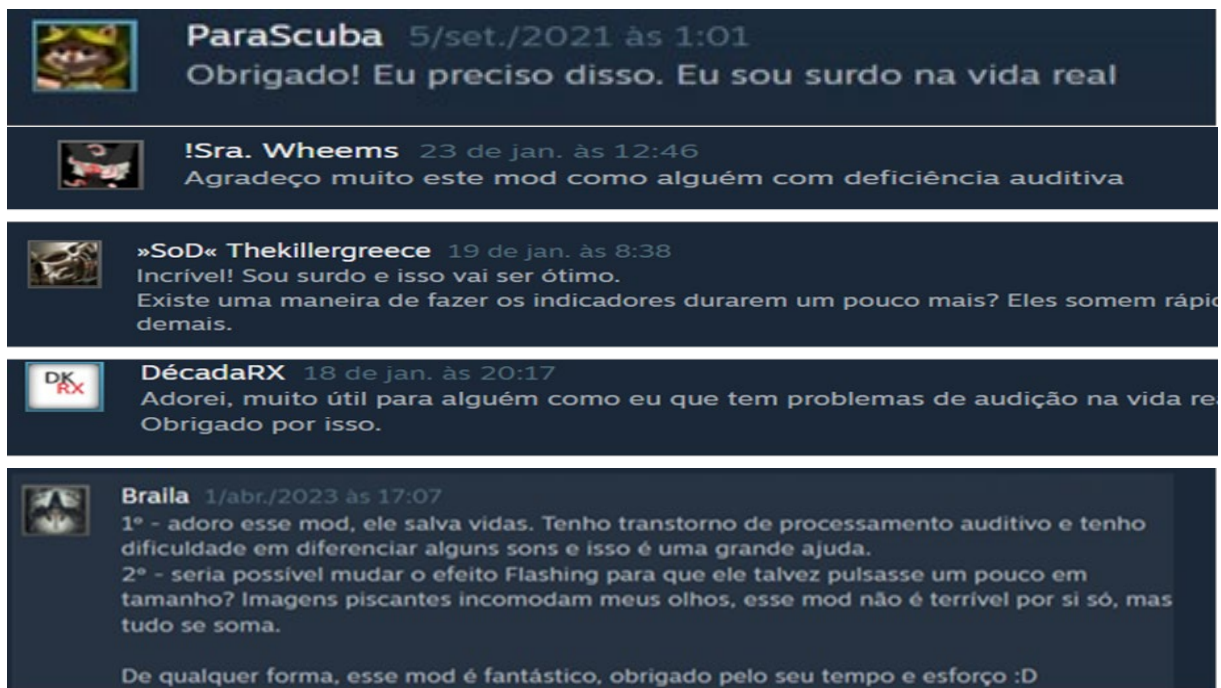 ParaScuba 5/set./2021 às 1:01
Obrigado! Eu preciso disso. Eu sou surdo na vida real
!Sra. Wheems 23 de jan. às 12:46
Agradeço muito este mod como alguém com deficiência auditiva
»SoD« Thekillergreece 19 de jan. às 8:38
Incrível! Sou surdo e isso vai ser ótimo.
Existe uma maneira de fazer os indicadores durarem um pouco mais? Eles somem
demais.
DK
RX
DécadaRX 18 de jan. às 20:17
Adorei, muito útil para alguém como eu que tem problemas de audição na vida
Obrigado por isso.
Braila 1/abr./2023 às 17:07
1º - adoro esse mod, ele salva vidas. Tenho transtorno de processamento auditivo e tenho
dificuldade em diferenciar alguns sons e isso é uma grande ajuda.
2º - seria possível mudar o efeito Flashing para que ele talvez pulsasse um pouco em
tamanho? Imagens piscantes incomodam meus olhos, esse mod não é terrível por si só, mas
tudo se soma.
De qualquer forma, esse mod é fantástico, obrigado pelo seu tempo e esforço :D